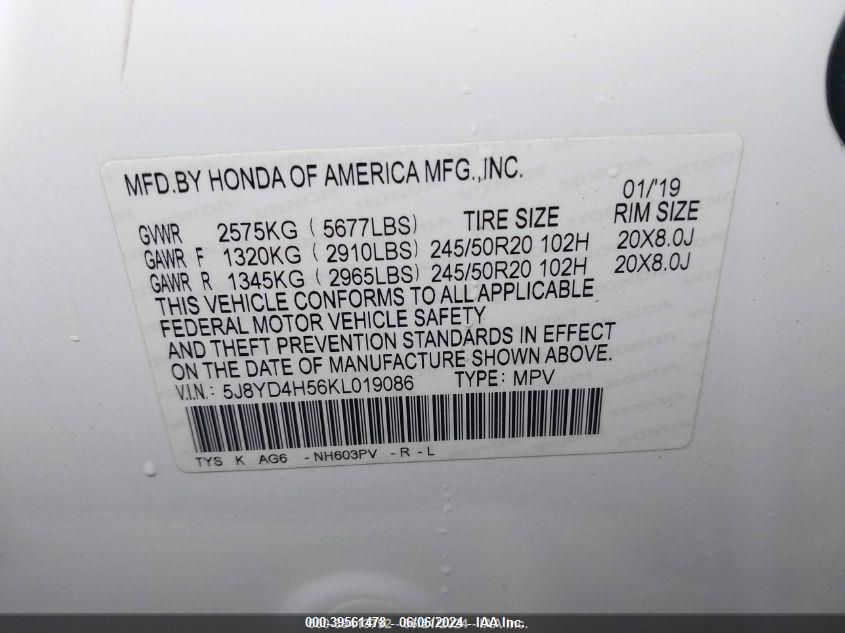 MFD.BY HONDA OF AMERICA MFG.,INC.
01/'19
GVWR 2575KG ( 5677LBS) TIRE SIZE RIM SIZE
GAWR F 1320KG ( 2910LBS) 245/50R20 102H 20X8.0J
GAWR R 1345KG ( 2965LBS) 245/50R20 102H 20X8.0J
THIS VEHICLE CONFORMS TO ALL APPLICABLE
FEDERAL MOTOR VEHICLE SAFETY
AND THEFT PREVENTION STANDARDS IN EFFECT
ON THE DATE OF MANUFACTURE SHOWN ABOVE.
V.I.N.: 5J8YD4H56KL019086 TYPE: MPV
TYS K AG6 - NH603PV - R - L
000-39561478 - 06/06/2024 - IAA Inc.